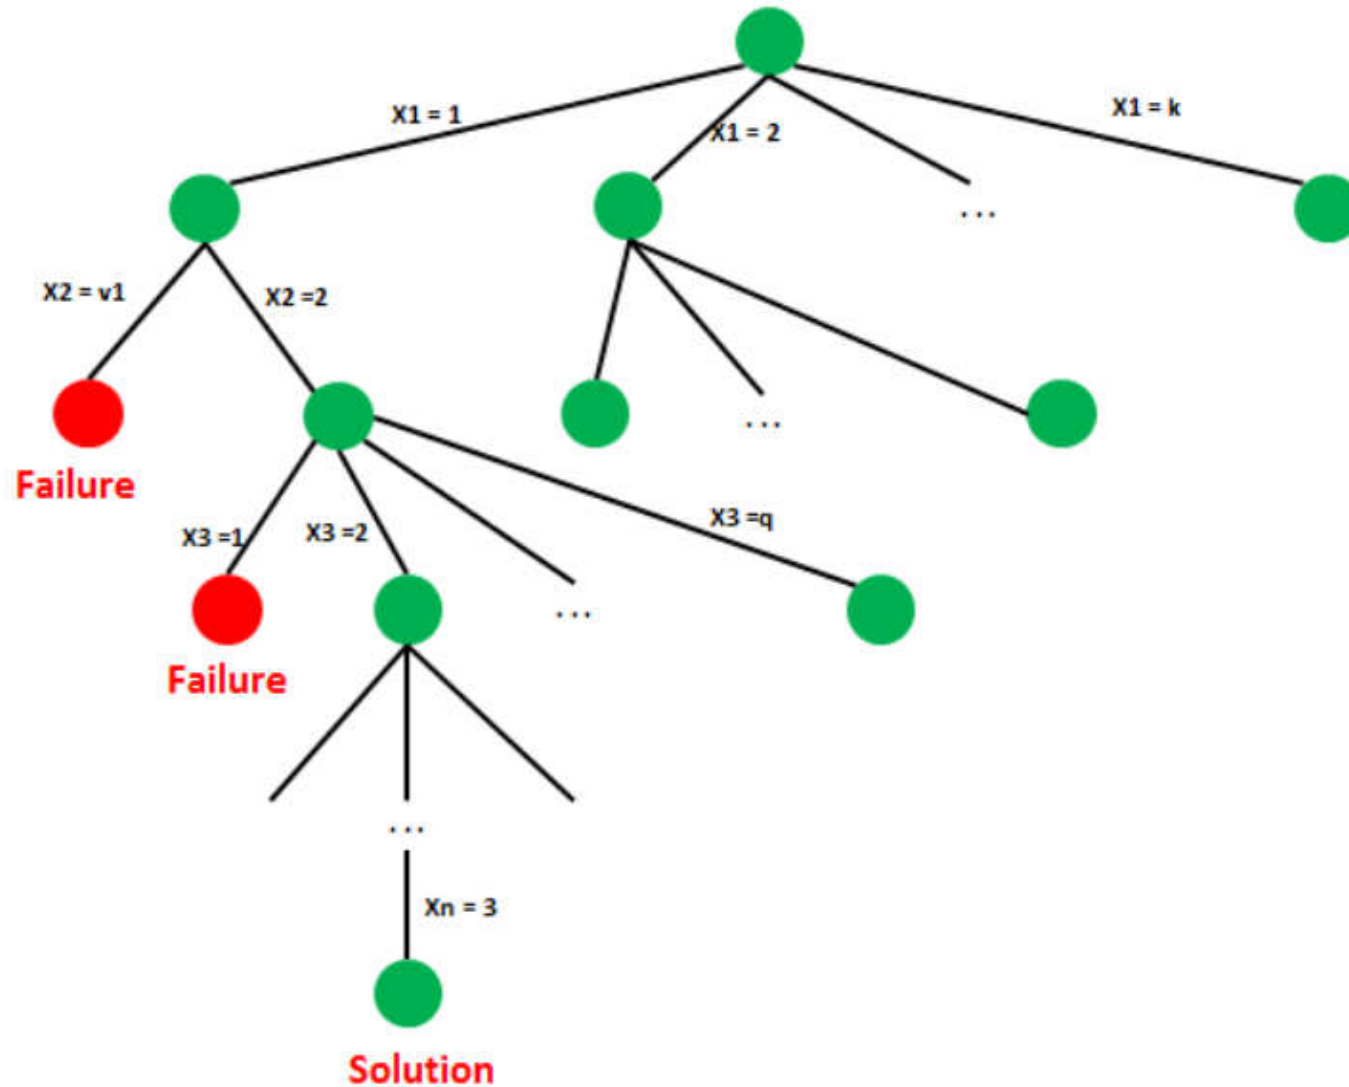 X1 = 1
X1 = 2
X1 = k
...
X2 = v1
X2 =2
...
Failure
X3 =1
X3 =2
X3 =q
...
Failure
...
Xn = 3
Solution